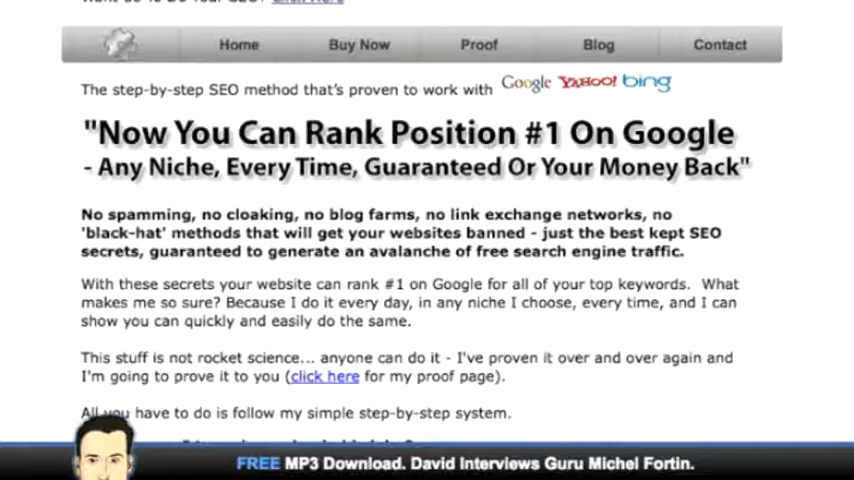 Click Here
Home Buy Now Proof Blog Contact
The step-by-step SEO method that's proven to work with Google YAHOO! bing
"Now You Can Rank Position #1 On Google
- Any Niche, Every Time, Guaranteed Or Your Money Back"
No spamming, no cloaking, no blog farms, no link exchange networks, no
'black-hat' methods that will get your websites banned - just the best kept SEO
secrets, guaranteed to generate an avalanche of free search engine traffic.
With these secrets your website can rank #1 on Google for all of your top keywords. What
makes me so sure? Because I do it every day, in any niche I choose, every time, and I can
show you can quickly and easily do the same.
This stuff is not rocket science... anyone can do it - I've proven it over and over again and
I'm going to prove it to you (click here for my proof page).
All you have to do is follow my simple step-by-step system.
FREE MP3 Download. David Interviews Guru Michel Fortin.